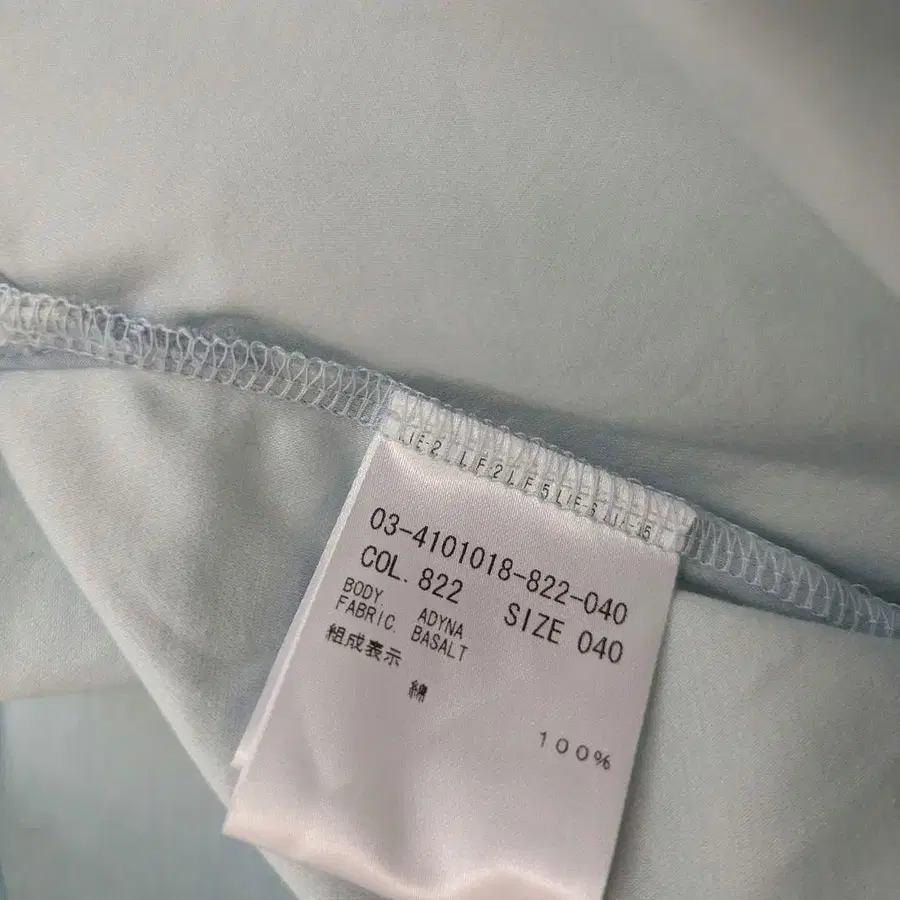 03-4101018-822-040
COL. 822 SIZE 040
BODY ADYNA
FABRIC. BASALT
組成表示
綿
100%